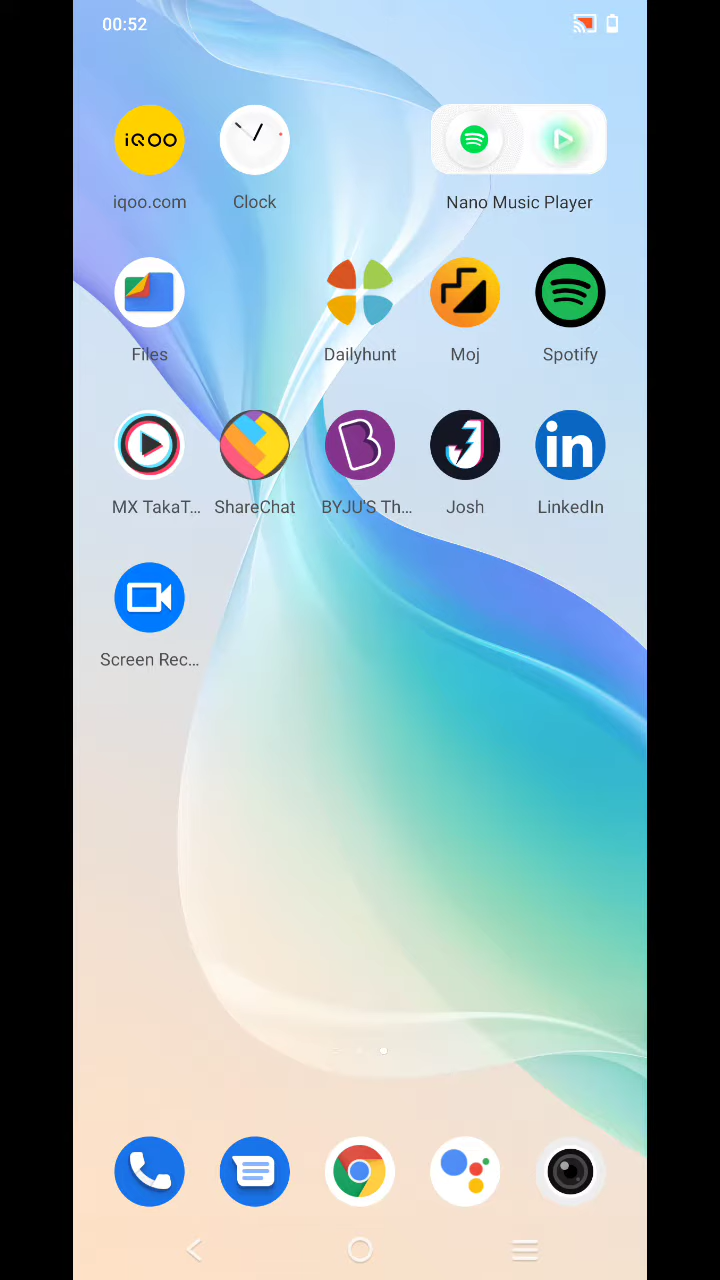 00:52
iQOO
iqoo.com
Clock
Nano Music Player
Files
Dailyhunt
Moj
Spotify
MX TakaT...
ShareChat
BYJU'S Th...
Josh
in
LinkedIn
Screen Rec...